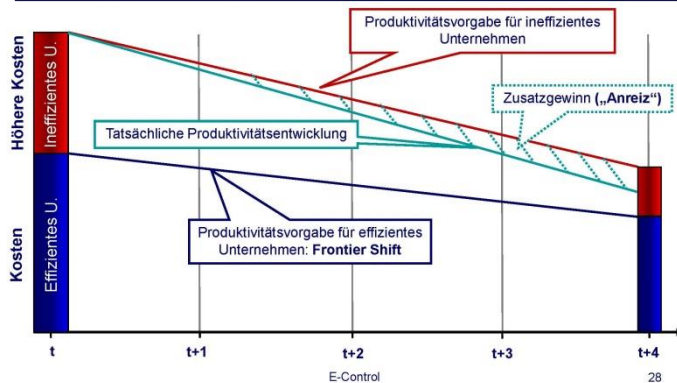 Produktivitätsvorgabe für ineffizientes
Unternehmen
Höhere Kosten
Ineffizientes U.
Zusatzgewinn („Anreiz“)
Tatsächliche Produktivitätsentwicklung
Produktivitätsvorgabe für effizientes
Unternehmen: Frontier Shift
Kosten
Effizientes U.
t
t+1
t+2
t+3
t+4
E-Control
28